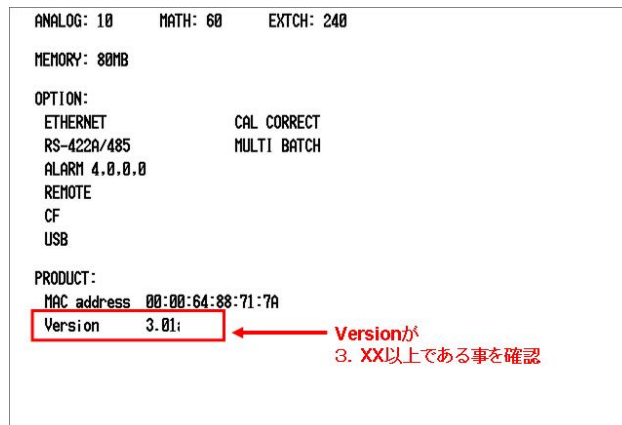 ANALOG: 10 MATH: 60 EXTCH: 240
MEMORY: 80MB
OPTION:
ETHERNET CAL CORRECT
RS-422A/485 MULTI BATCH
ALARM 4.0.0.0
REMOTE
CF
USB
PRODUCT:
MAC address 00:00:64:88:71:7A
Version 3.01
Versionが
3. XX以上である事を確認